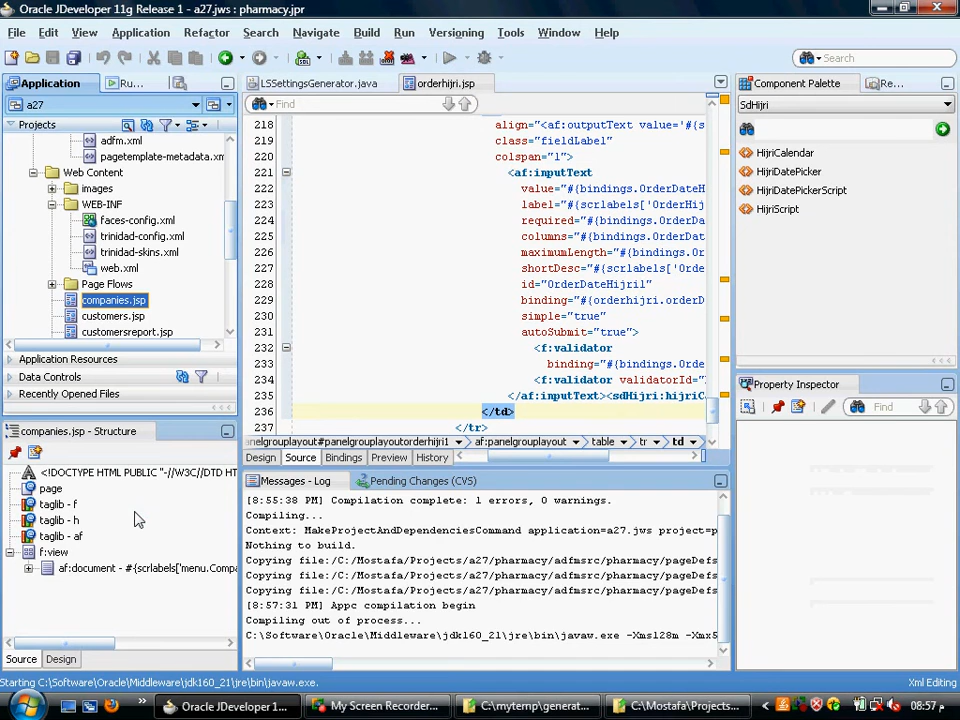 Oracle JDeveloper 11g Release 1 - a27.jws : pharmacy.jpr
File Edit View Application Refactor Search Navigate Build Run Versioning Tools Window Help
Search
Application
Ru...
a27
Projects
adfm.xml
pagetemplate-metadata.xm
Web Content
images
WEB-INF
faces-config.xml
trinidad-config.xml
trinidad-skins.xml
web.xml
Page Flows
companies.jsp
customers.jsp
customersreport.jsp
Application Resources
Data Controls
Recently Opened Files
companies.jsp - Structure
<!DOCTYPE HTML PUBLIC "-//W3C//DTD HT
page
taglib - f
taglib - h
taglib - af
f:view
af:document - #{scrlabels['menu.Compa
Source Design
LSSettingsGenerator.java
orderhijri.jsp
Find
218 align="<af:outputText value='#{s
219 class="fieldLabel"
220 colspan="1">
221 <af:inputText
222 value="#{bindings.OrderDateH
223 label="#{scrlabels['OrderHij
224 required="#{bindings.OrderDa
225 columns="#{bindings.OrderDat
226 maximumLength="#{bindings.Or
227 shortDesc="#{scrlabels['OrdeH
228 id="OrderDateHijri1"
229 binding="#{orderhijri.orderD
230 simple="true"
231 autoSubmit="true">
232 <f:validator
233 binding="#{bindings.Orde
234 <f:validator validatorId="
235 </af:inputText><sdHijri:hijriC
236 </td>
237 </tr>
anelgrouplayout#panelgrouplayoutorderhijri1 af:panelgrouplayout table tr td
Design Source Bindings Preview History
Messages - Log
Pending Changes (CVS)
[8:55:38 PM] Compilation complete: 1 errors, 0 warnings.
Compiling...
Context: MakeProjectAndDependenciesCommand application=a27.jws project=p
Nothing to build.
Copying file:/C:/Mostafa/Projects/a27/pharmacy/adfmsrc/pharmacy/pageDefs
Copying file:/C:/Mostafa/Projects/a27/pharmacy/adfmsrc/pharmacy/pageDefs
Copying file:/C:/Mostafa/Projects/a27/pharmacy/adfmsrc/pharmacy/pageDefs
[8:57:31 PM] Appc compilation begin
Compiling out of process...
C:\Software\Oracle\Middleware\jdk160_21\jre\bin\javaw.exe -Xms128m -Xmx5
Component Palette
Re...
SdHijri
HijriCalendar
HijriDatePicker
HijriDatePickerScript
HijriScript
Property Inspector
Find
Starting C:\Software\Oracle\Middleware\jdk160_21\jre\bin\javaw.exe.
Xml Editing
Oracle JDeveloper 1...
My Screen Recorder...
C:\mytemp\generat...
C:\Mostafa\Projects...
08:57 م